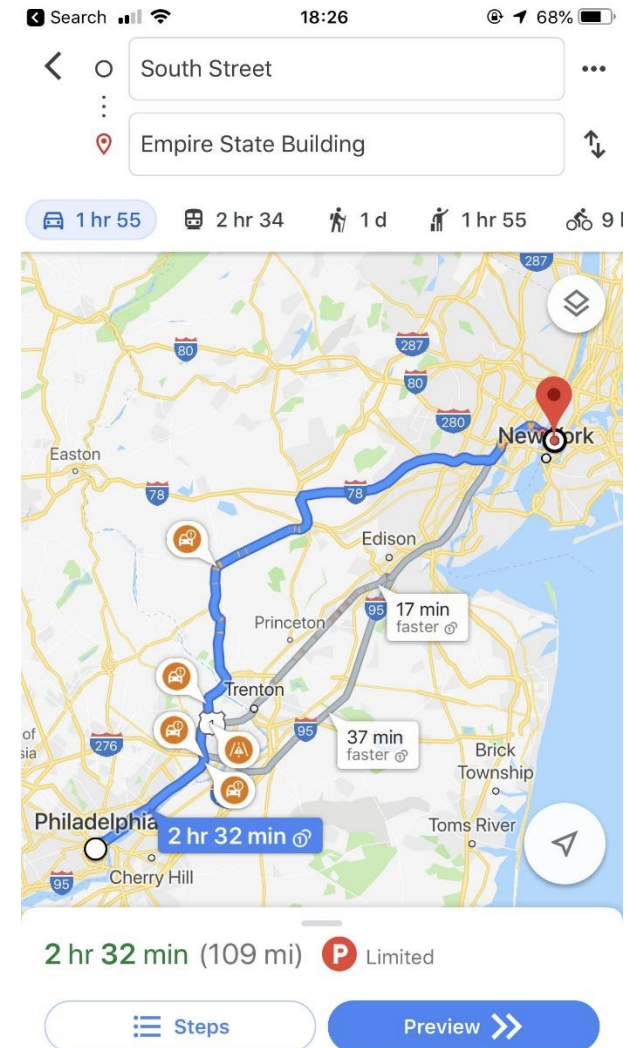 Search 18:26 68%
South Street
Empire State Building
1 hr 55 2 hr 34 1 d 1 hr 55 9
287
80
287
80
280
New York
Easton
78
78
Edison
95
17 min
faster
Princeton
Trenton
1
95
37 min
faster
276
Brick
Township
Philadelphia
2 hr 32 min
Toms River
95
Cherry Hill
2 hr 32 min (109 mi) P Limited
Steps
Preview